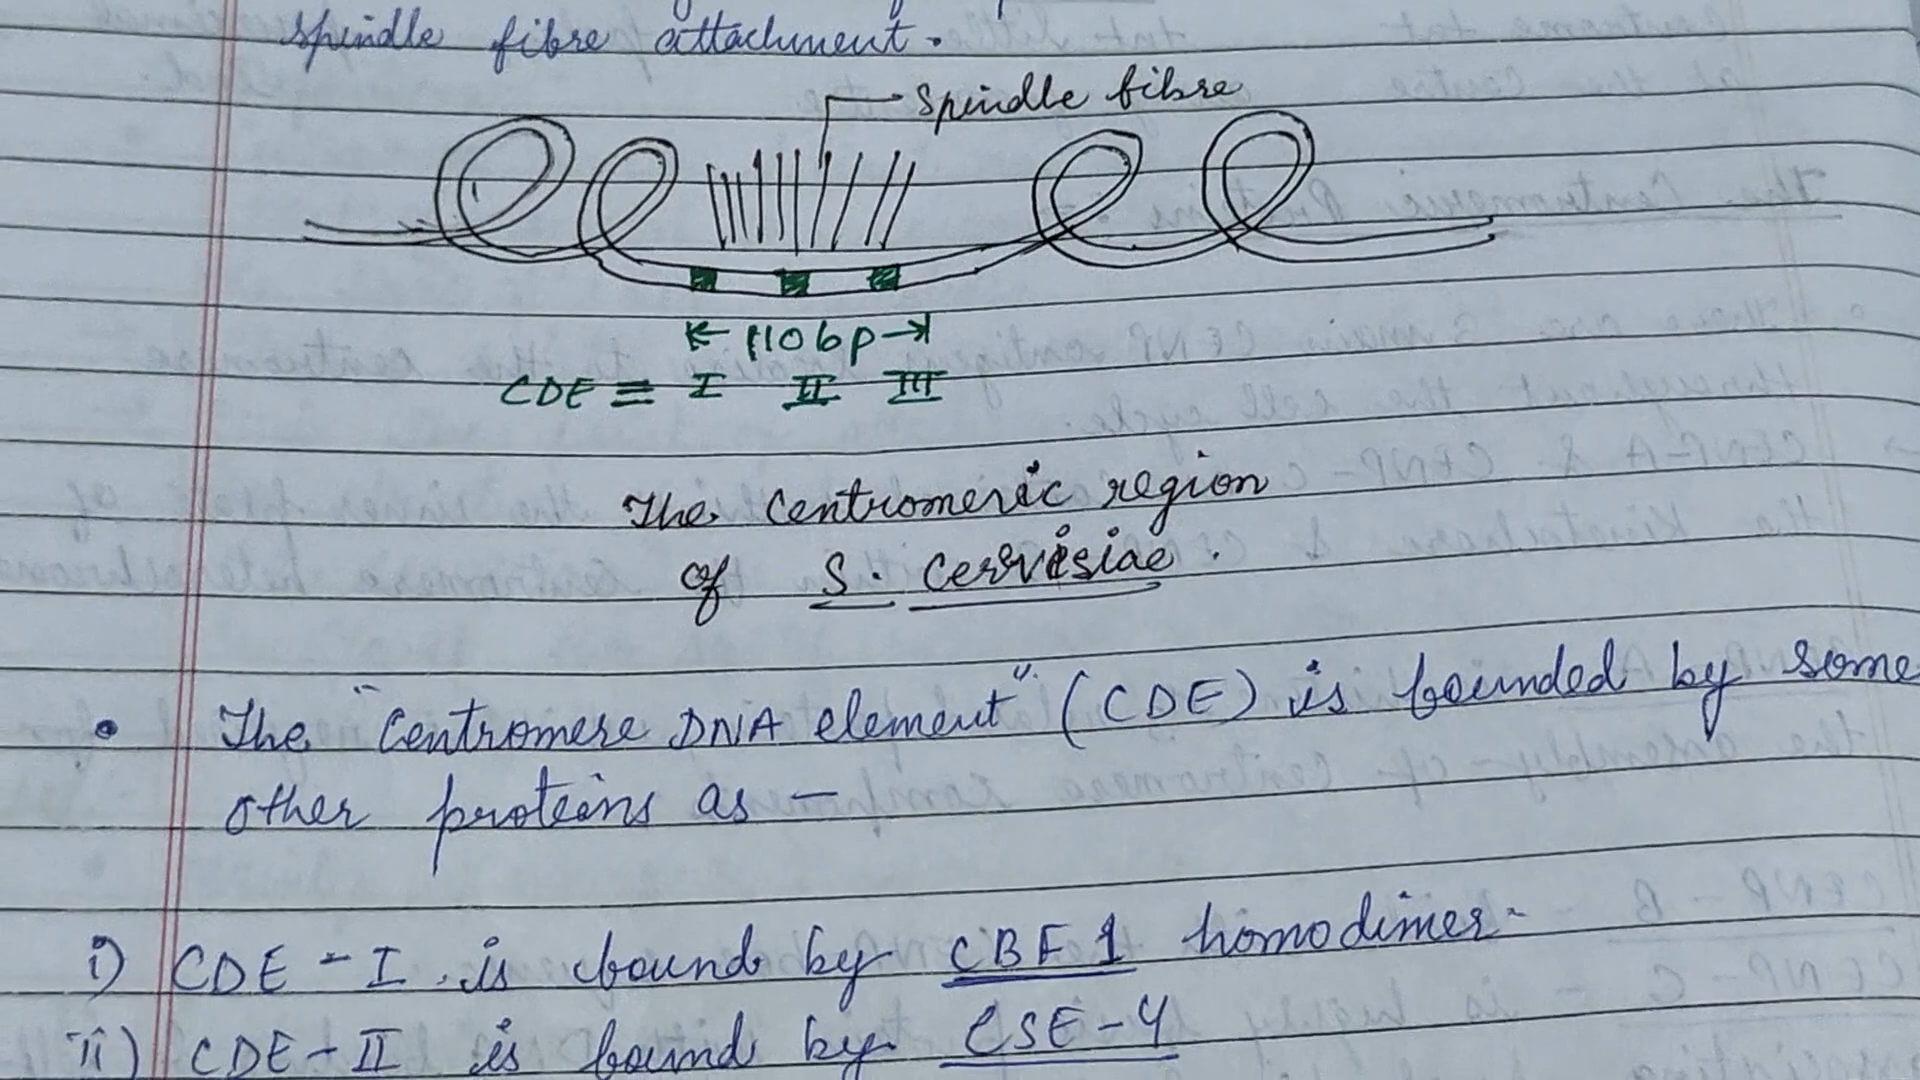 spindle fibre attachment.
spindle fibre
110bp
CDE = I II III
The Centromeric region
of S. Cerevisiae.
• The "Centromere DNA element" (CDE) is bounded by some
other proteins as –
i) CDE - I is bound by CBF 1 homodimer.
ii) CDE - II is bound by CSE-4